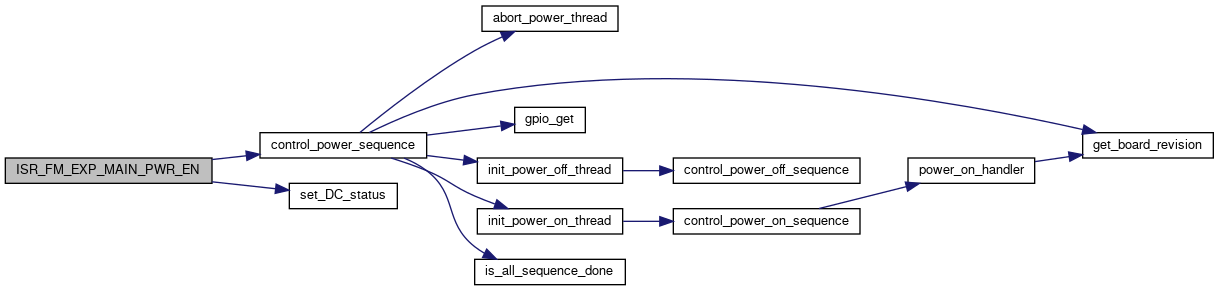 abort_power_thread
control_power_sequence
gpio_get
get_board_revision
ISR_FM_EXP_MAIN_PWR_EN
init_power_off_thread
control_power_off_sequence
power_on_handler
set_DC_status
init_power_on_thread
control_power_on_sequence
is_all_sequence_done